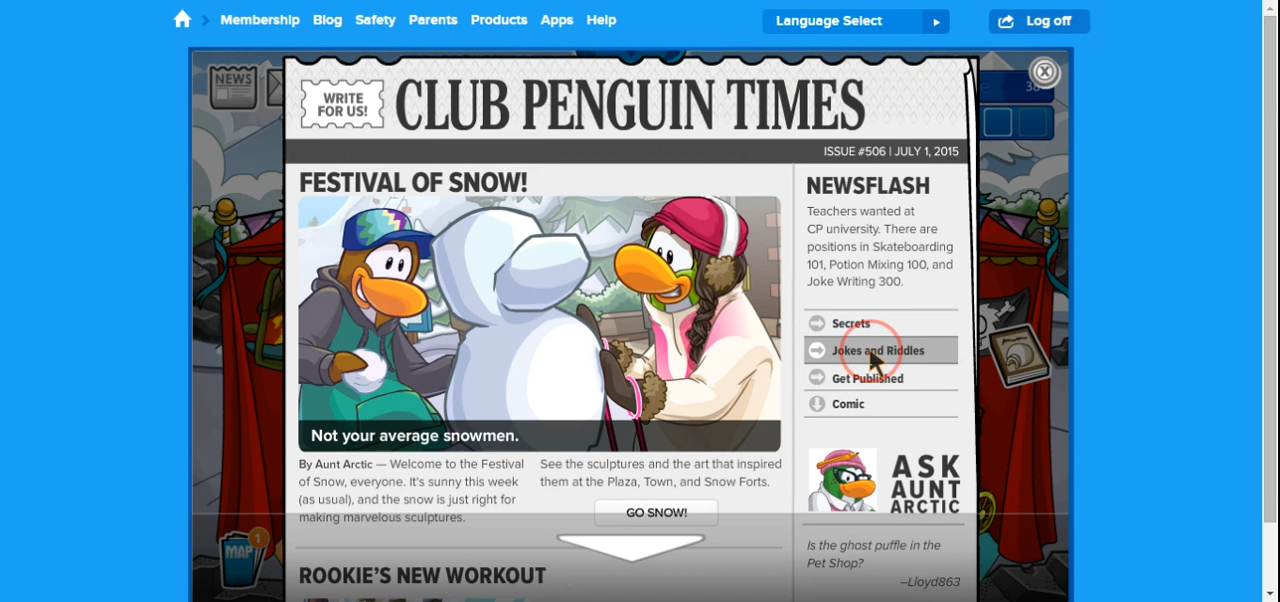 Membership Blog Safety Parents Products Apps Help
Language Select
Log off
NEWS
WRITE
FOR US!
CLUB PENGUIN TIMES
ISSUE #506 | JULY 1, 2015
FESTIVAL OF SNOW!
Not your average snowmen.
By Aunt Arctic — Welcome to the Festival
of Snow, everyone. It's sunny this week
(as usual), and the snow is just right for
making marvelous sculptures.
See the sculptures and the art that inspired
them at the Plaza, Town, and Snow Forts.
GO SNOW!
ROOKIE'S NEW WORKOUT
NEWSFLASH
Teachers wanted at
CP university. There are
positions in Skateboarding
101, Potion Mixing 100, and
Joke Writing 300.
Secrets
Jokes and Riddles
Get Published
Comic
ASK
AUNT
ARCTIC
Is the ghost puffle in the
Pet Shop?
–Lloyd863
MAP
1